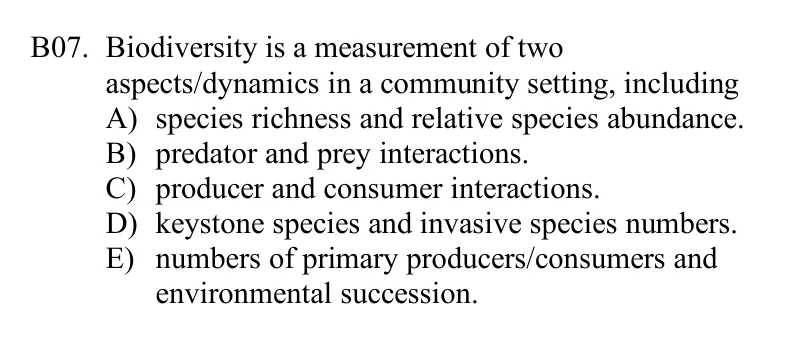 B07. Biodiversity is a measurement of two
aspects/dynamics in a community setting, including
A) species richness and relative species abundance.
B) predator and prey interactions.
C) producer and consumer interactions.
D) keystone species and invasive species numbers.
E) numbers of primary producers/consumers and
environmental succession.